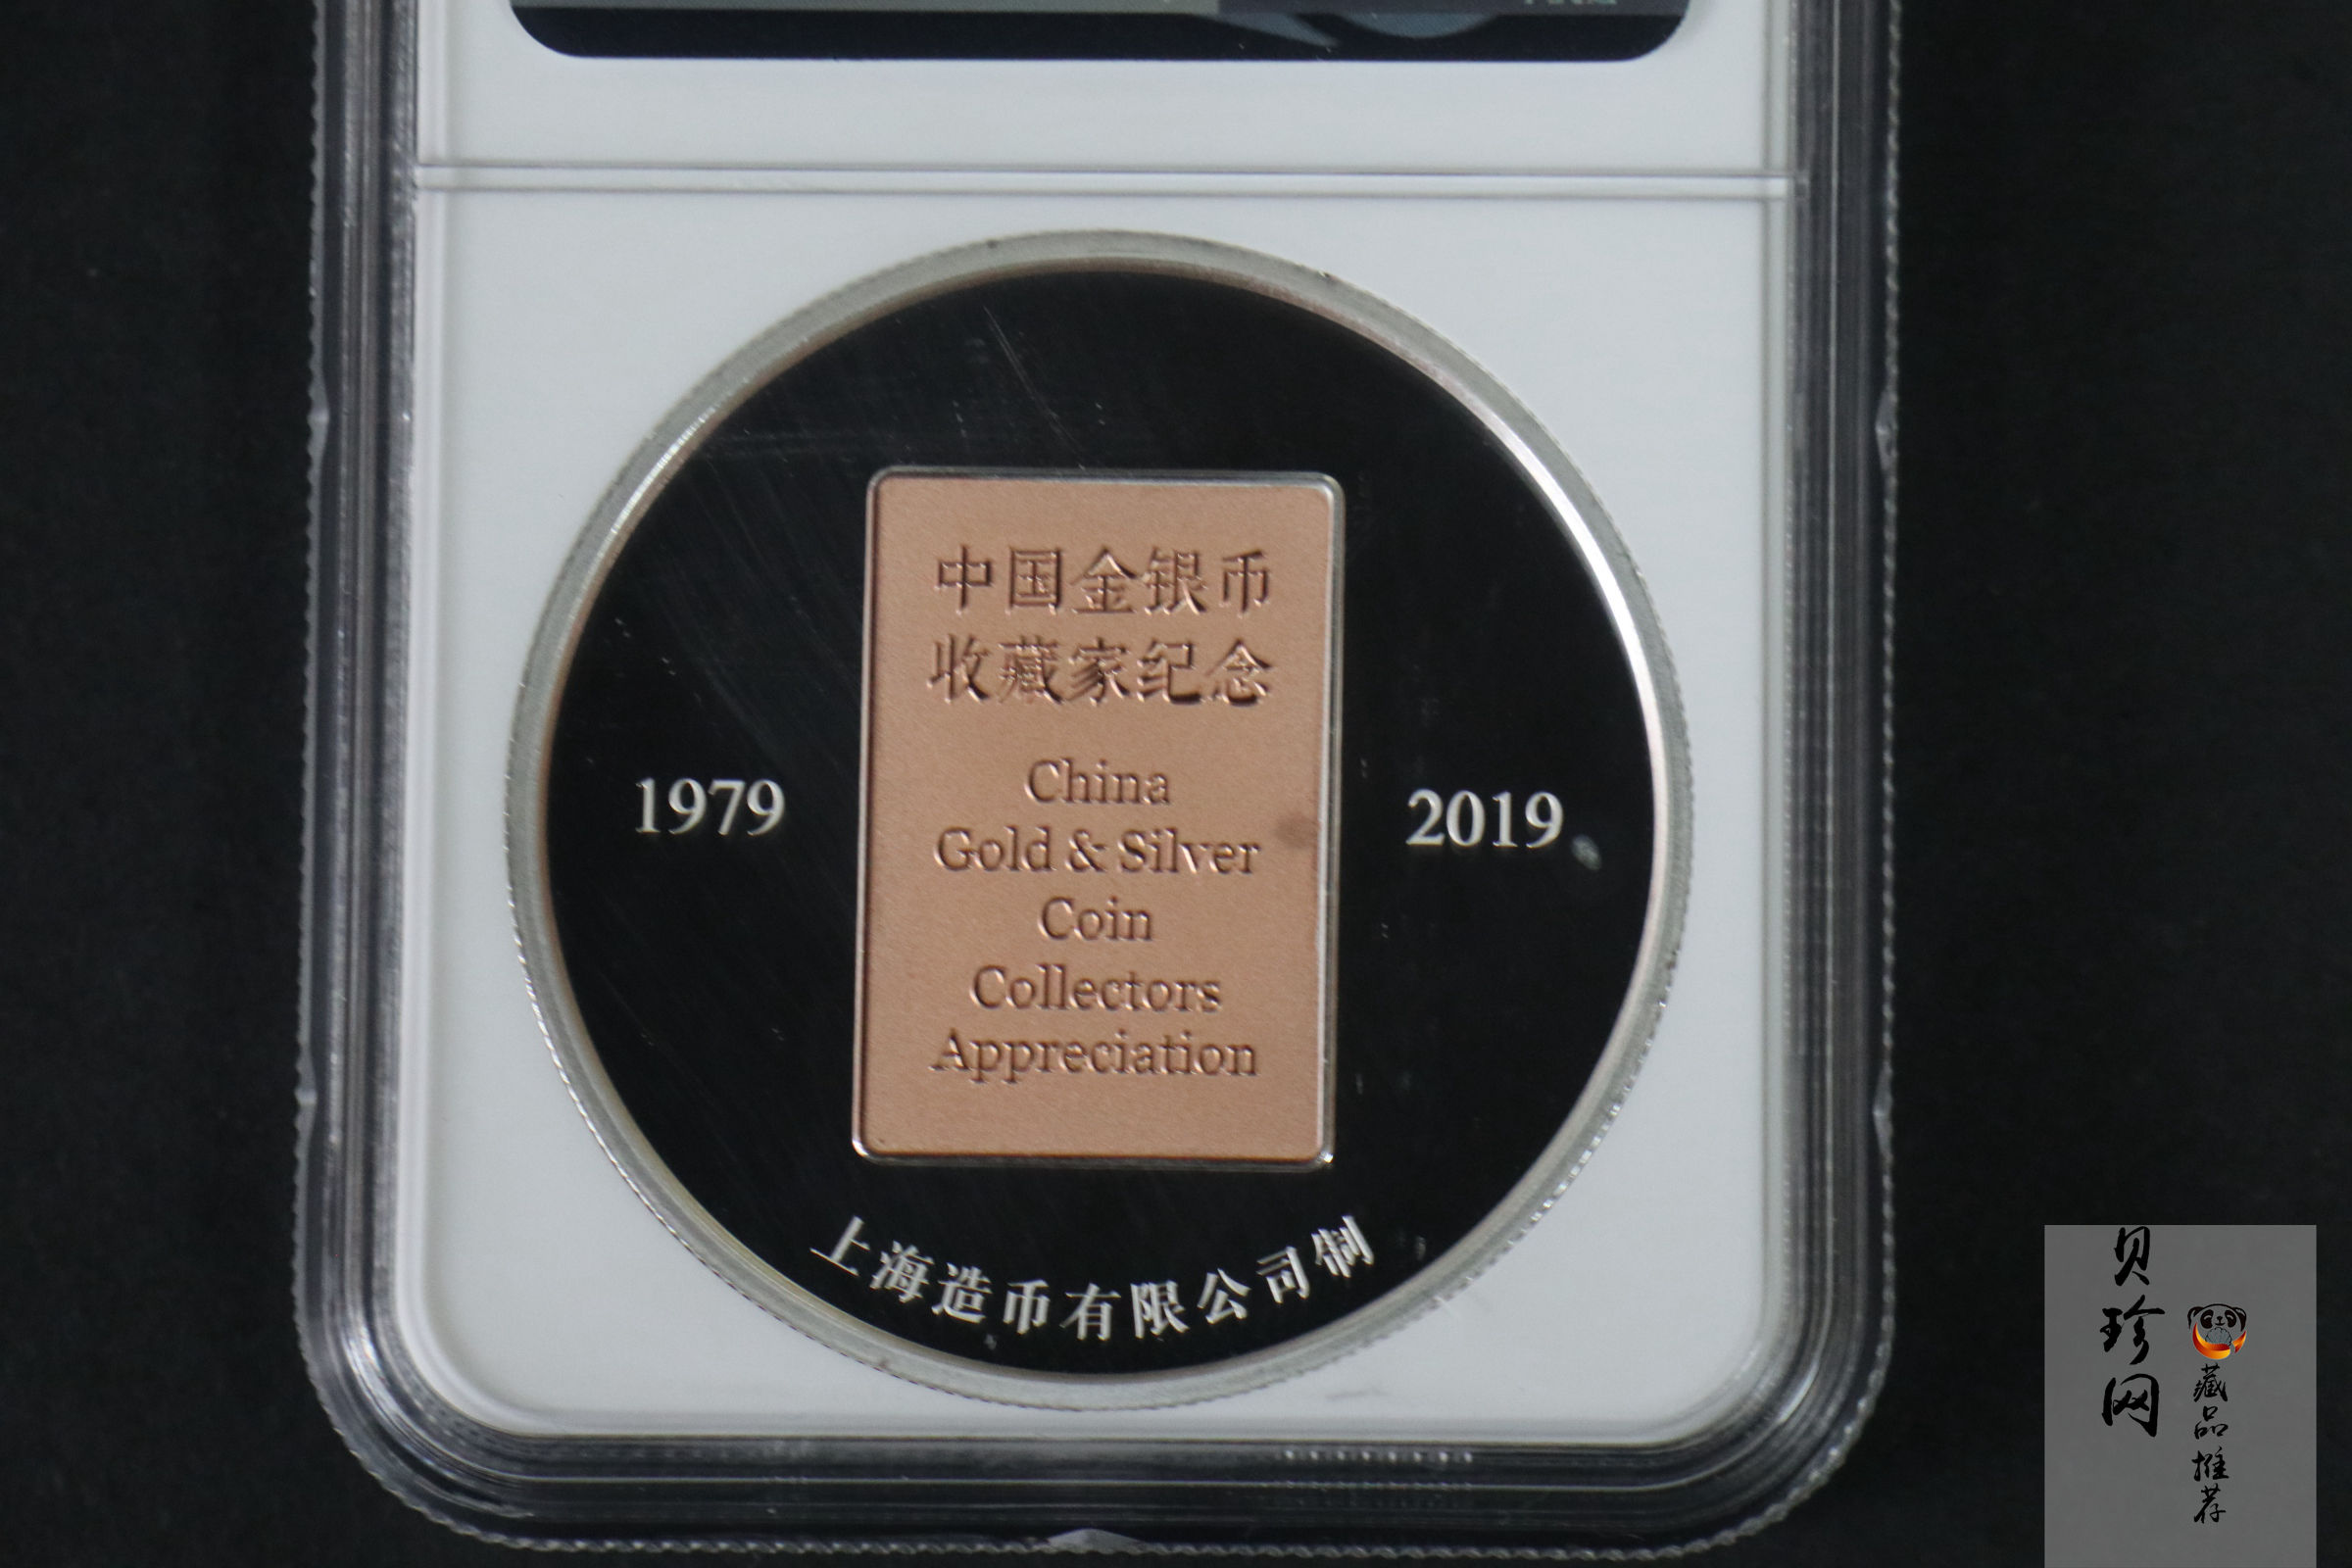 中国金银币
收藏家纪念
China
Gold & Silver
Coin
Collectors
Appreciation
1979
2019
上海造币有限公司制
贝珍网
藏品推荐